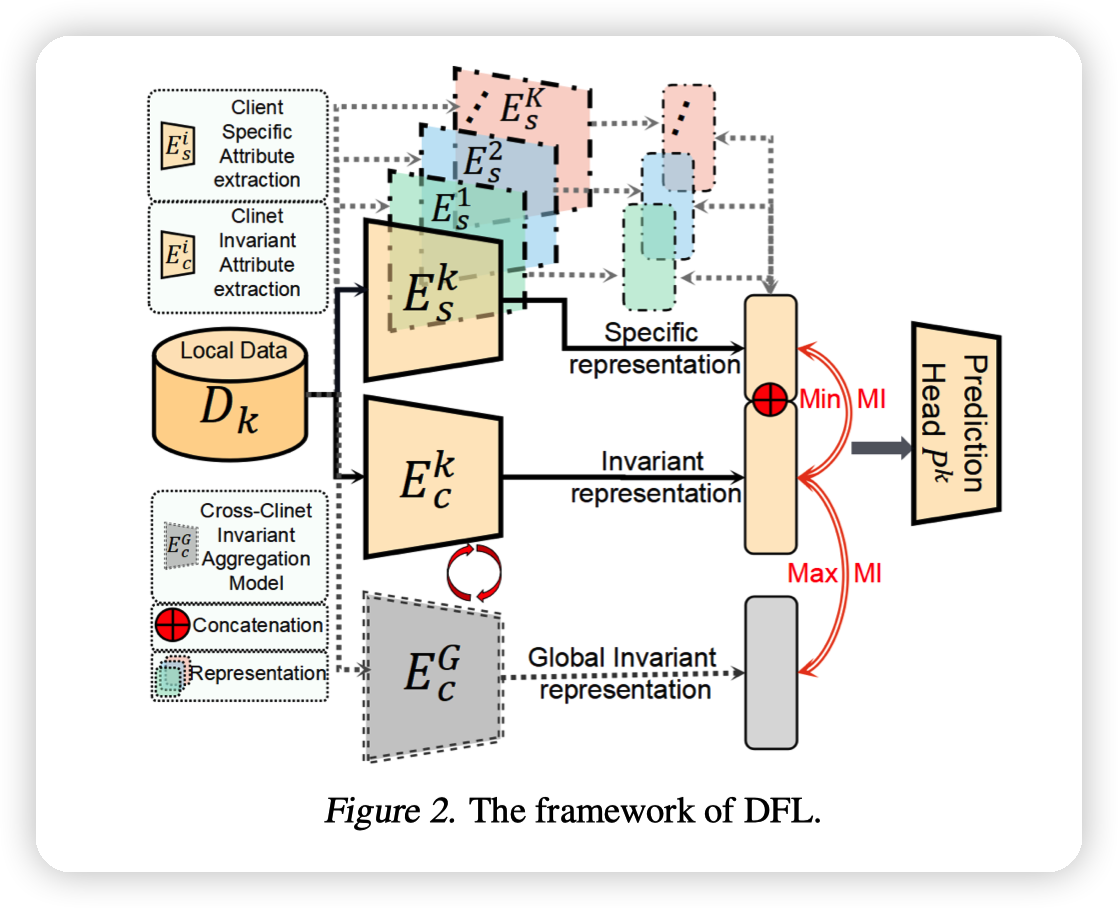 E_s^i
Client
Specific
Attribute
extraction
E_c^i
Clinet
Invariant
Attribute
extraction
E_s^K
E_s^2
E_s^1
E_s^k
Local Data
D_k
E_c^k
Specific
representation
Invariant
representation
Min MI
Max MI
Prediction
Head P^k
E_c^G
Cross-Clinet
Invariant
Aggregation
Model
Concatenation
Representation
E_c^G
Global Invariant
representation
Figure 2. The framework of DFL.